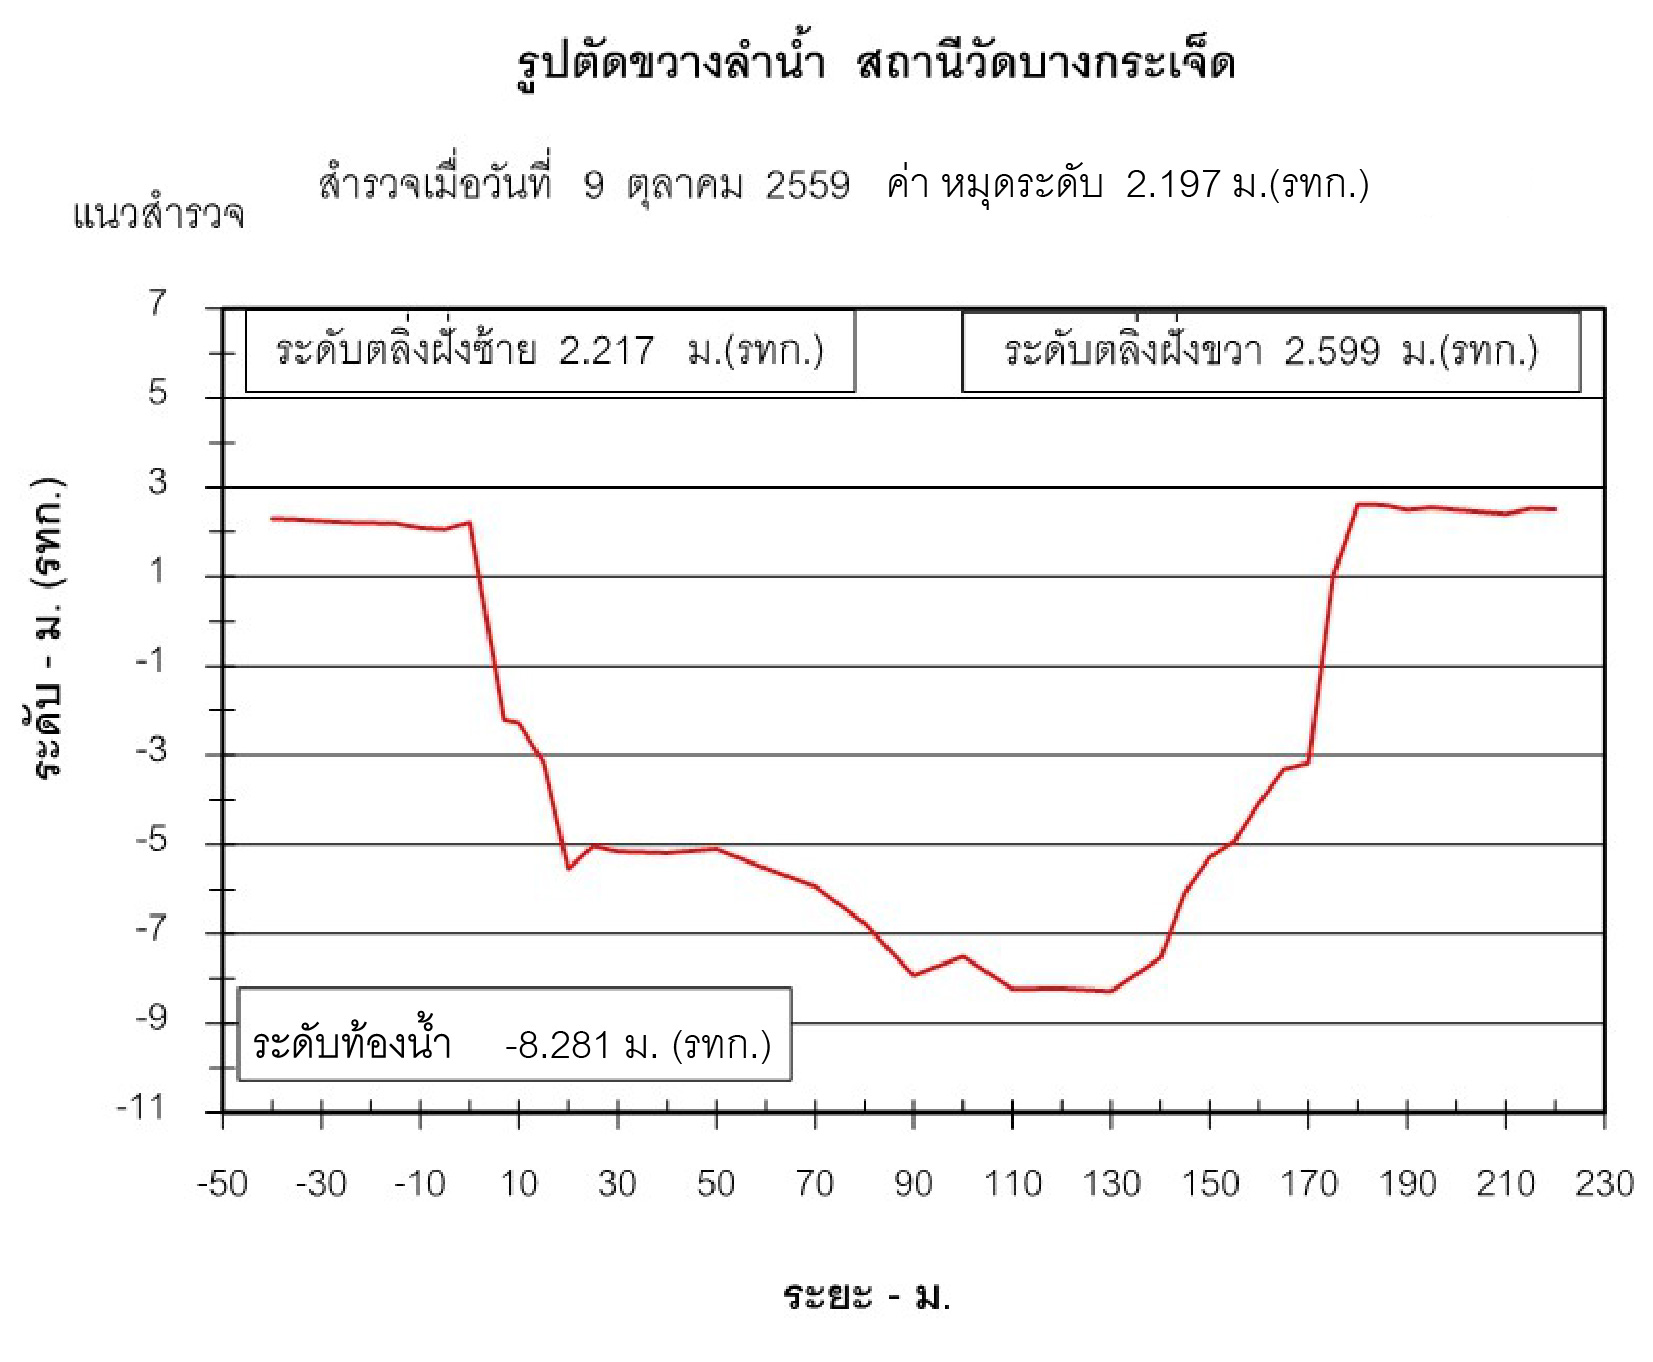 รูปตัดขวางลำน้ำ สถานีวัดบางกระเจ็ด
สำรวจเมื่อวันที่ 9 ตุลาคม 2559 ค่า หมุดระดับ 2.197 ม.(รทก.)
แนวสำรวจ
ระดับตลิ่งฝั่งซ้าย 2.217 ม.(รทก.)
ระดับตลิ่งฝั่งขวา 2.599 ม.(รทก.)
7
5
3
1
-1
-3
-5
-7
-9
-11
ระดับ - ม. (รทก.)
ระดับท้องน้ำ -8.281 ม. (รทก.)
-50 -30 -10 10 30 50 70 90 110 130 150 170 190 210 230
ระยะ - ม.